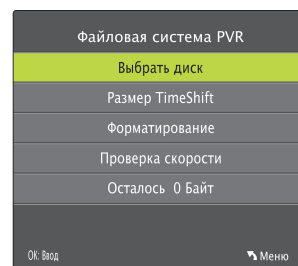 Файловая система PVR
Выбрать диск
Размер TimeShift
Форматирование
Проверка скорости
Осталось 0 Байт
OK: Ввод Меню